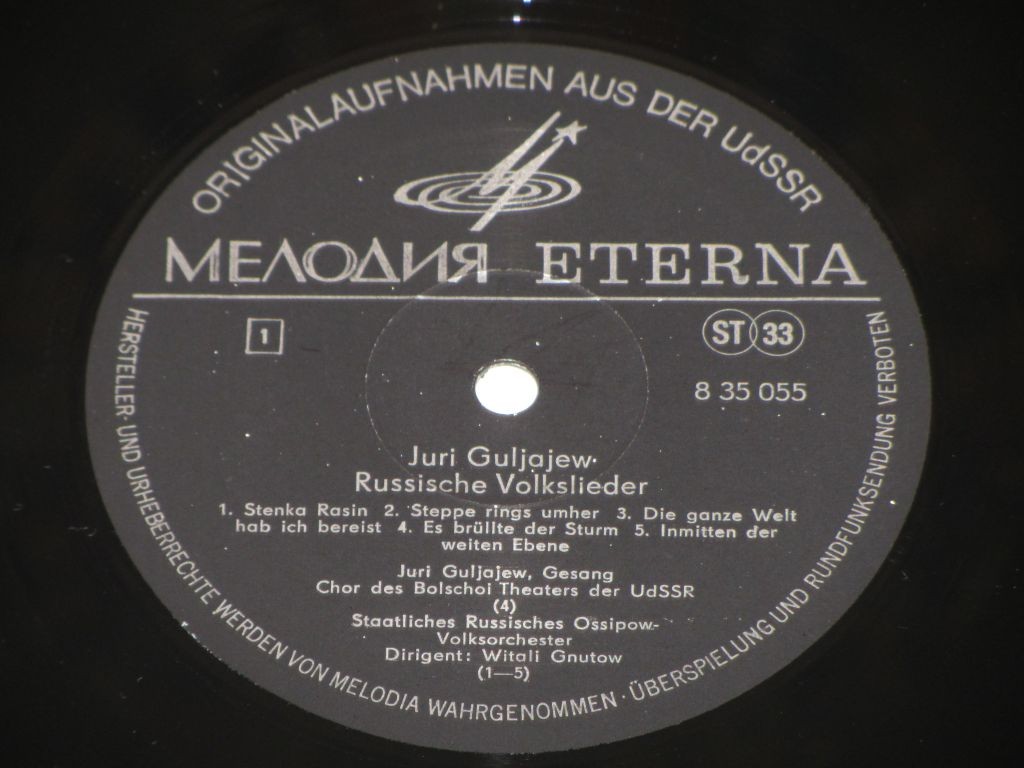 ORIGINALAUFNAHMEN AUS DER UdSSR
МЕЛОДИЯ ETERNA
1
ST 33
8 35 055
Juri Guljajew
Russische Volkslieder
1. Stenka Rasin 2. Steppe rings umher 3. Die ganze Welt
hab ich bereist 4. Es brüllte der Sturm 5. Inmitten der
weiten Ebene
Juri Guljajew, Gesang
Chor des Bolschoi Theaters der UdSSR
(4)
Staatliches Russisches Ossipow-
Volksorchester
Dirigent: Witali Gnutow
(1—5)
HERSTELLER- UND URHEBERRECHTE WERDEN VON MELODIA WAHRGENOMMEN · ÜBERSPIELUNG UND RUNDFUNKSENDUNG VERBOTEN